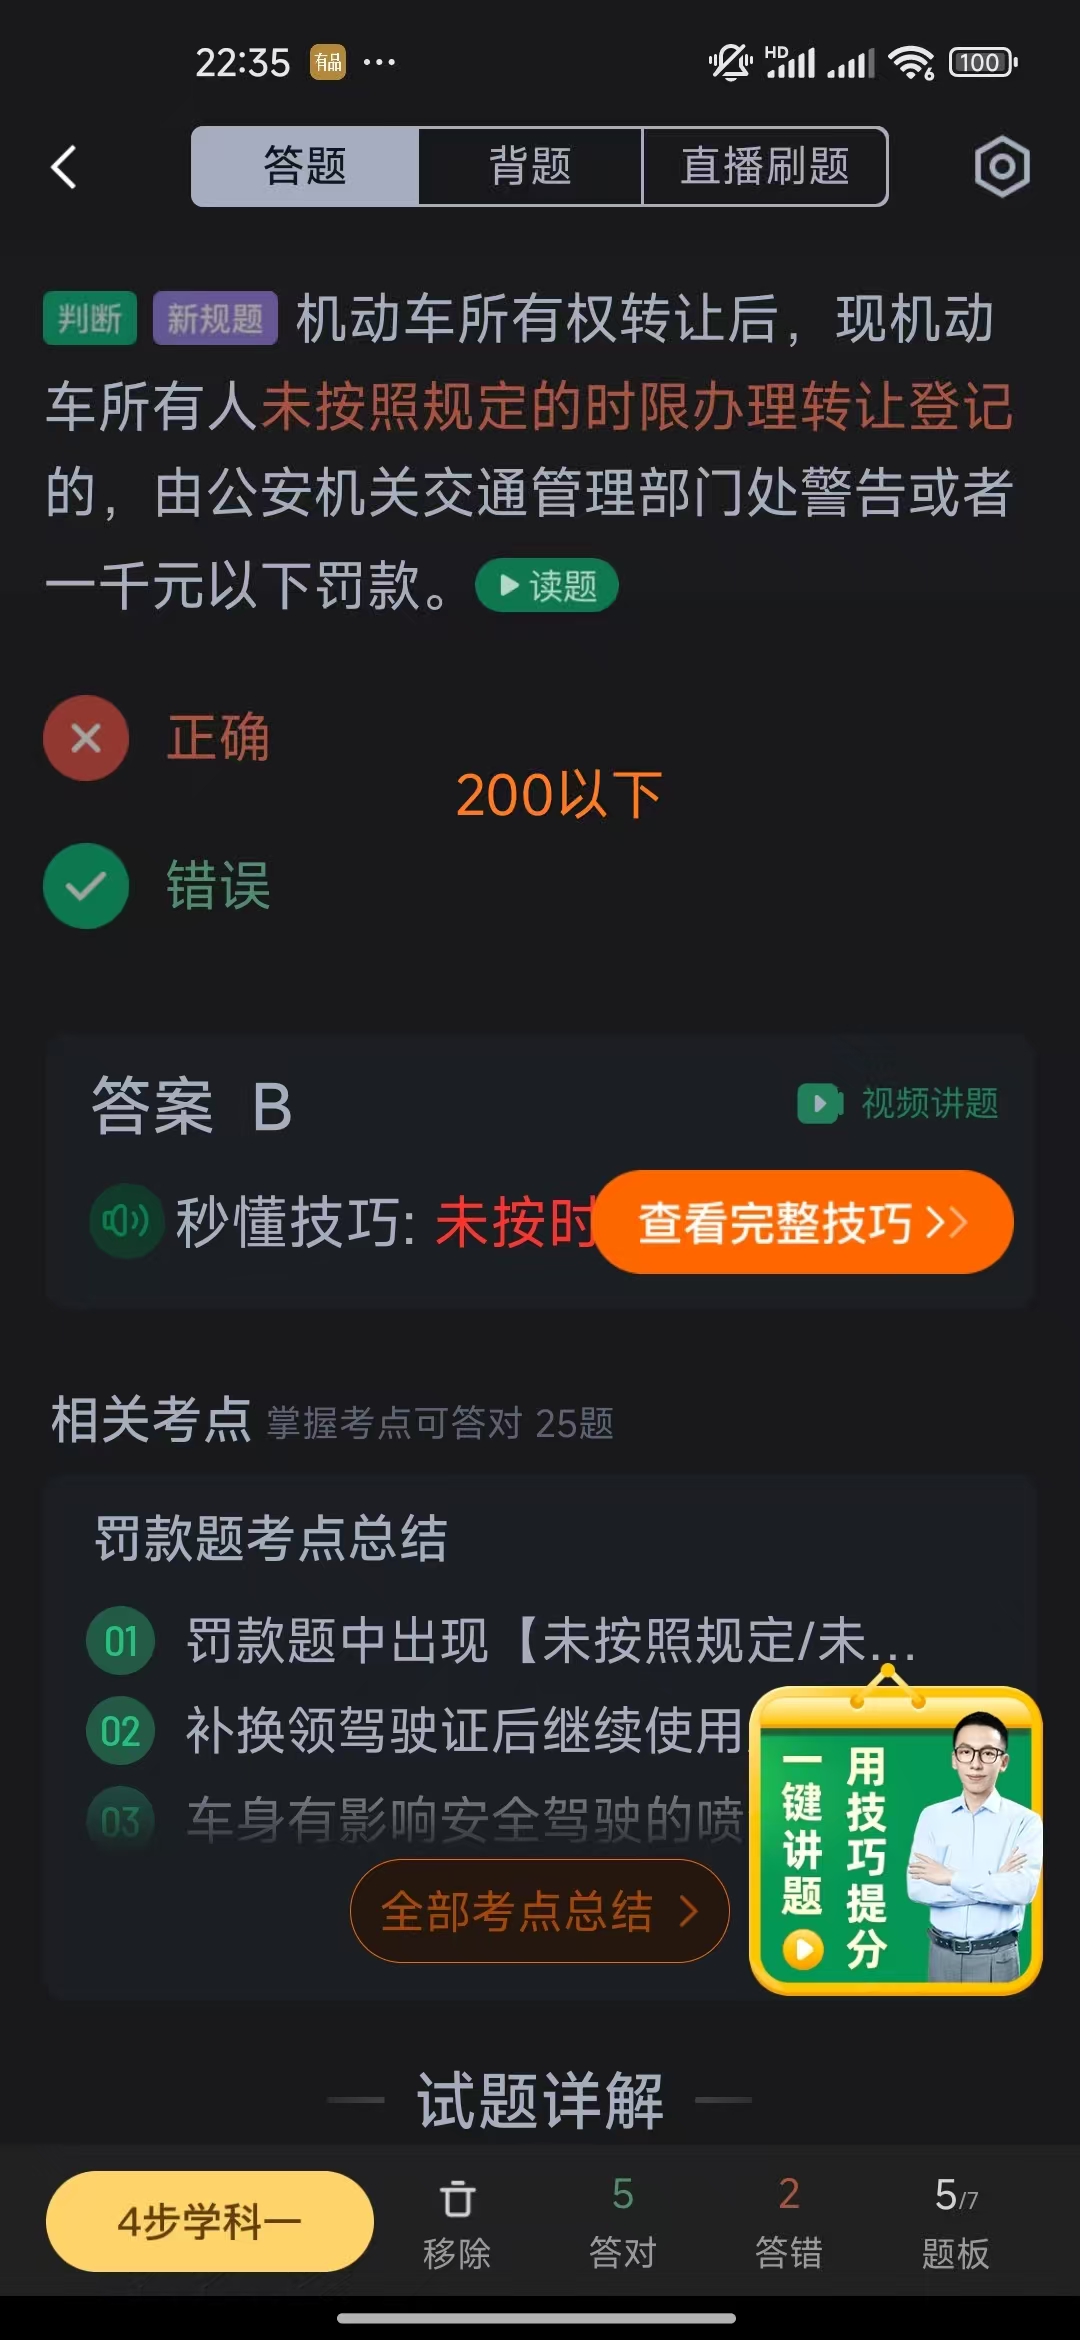 22:35 有品 ... HD 6 100
答题 背题 直播刷题
判断 新规题 机动车所有权转让后，现机动
车所有人未按照规定的时限办理转让登记
的，由公安机关交通管理部门处警告或者
一千元以下罚款。 读题
正确
200以下
错误
答案 B 视频讲题
秒懂技巧: 未按时 查看完整技巧
相关考点 掌握考点可答对 25题
罚款题考点总结
01 罚款题中出现【未按照规定/未...
02 补换领驾驶证后继续使用
03 车身有影响安全驾驶的喷
一键讲题
用技巧提分
全部考点总结
试题详解
4步学科一
移除
5 答对
2 答错
5/7 题板